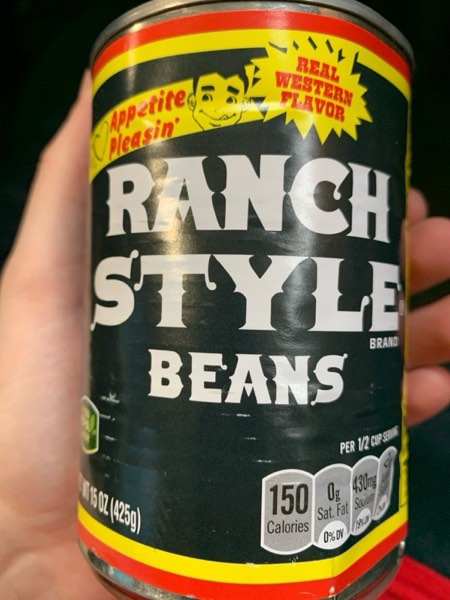 REAL
WESTERN
FLAVOR
Appetite
Pleasin'
RANCH
STYLE
BRAND
BEANS
PER 1/2 CUP SERVING
150
Calories
0g
Sat. Fat
0% DV
430mg
WT 15 OZ (425g)